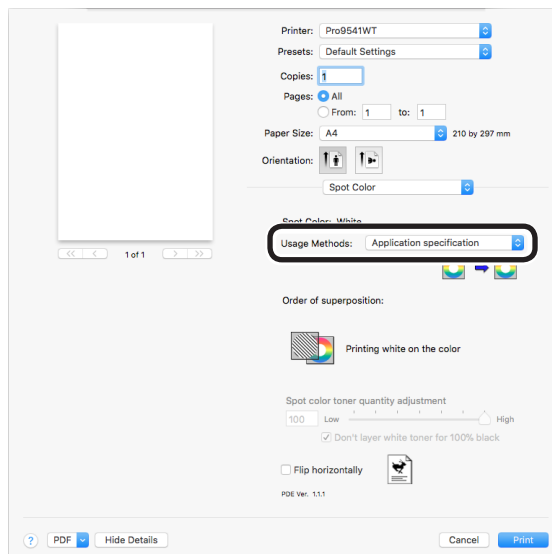 Printer: Pro9541WT
Presets: Default Settings
Copies: 1
Pages: All
From: 1 to: 1
Paper Size: A4 210 by 297 mm
Orientation:
Spot Color
Spot Color: White
Usage Methods: Application specification
<< < 1 of 1 > >>
Order of superposition:
Printing white on the color
Spot color toner quantity adjustment
100 Low High
Don't layer white toner for 100% black
Flip horizontally
PDE Ver. 1.1.1
? PDF Hide Details Cancel Print